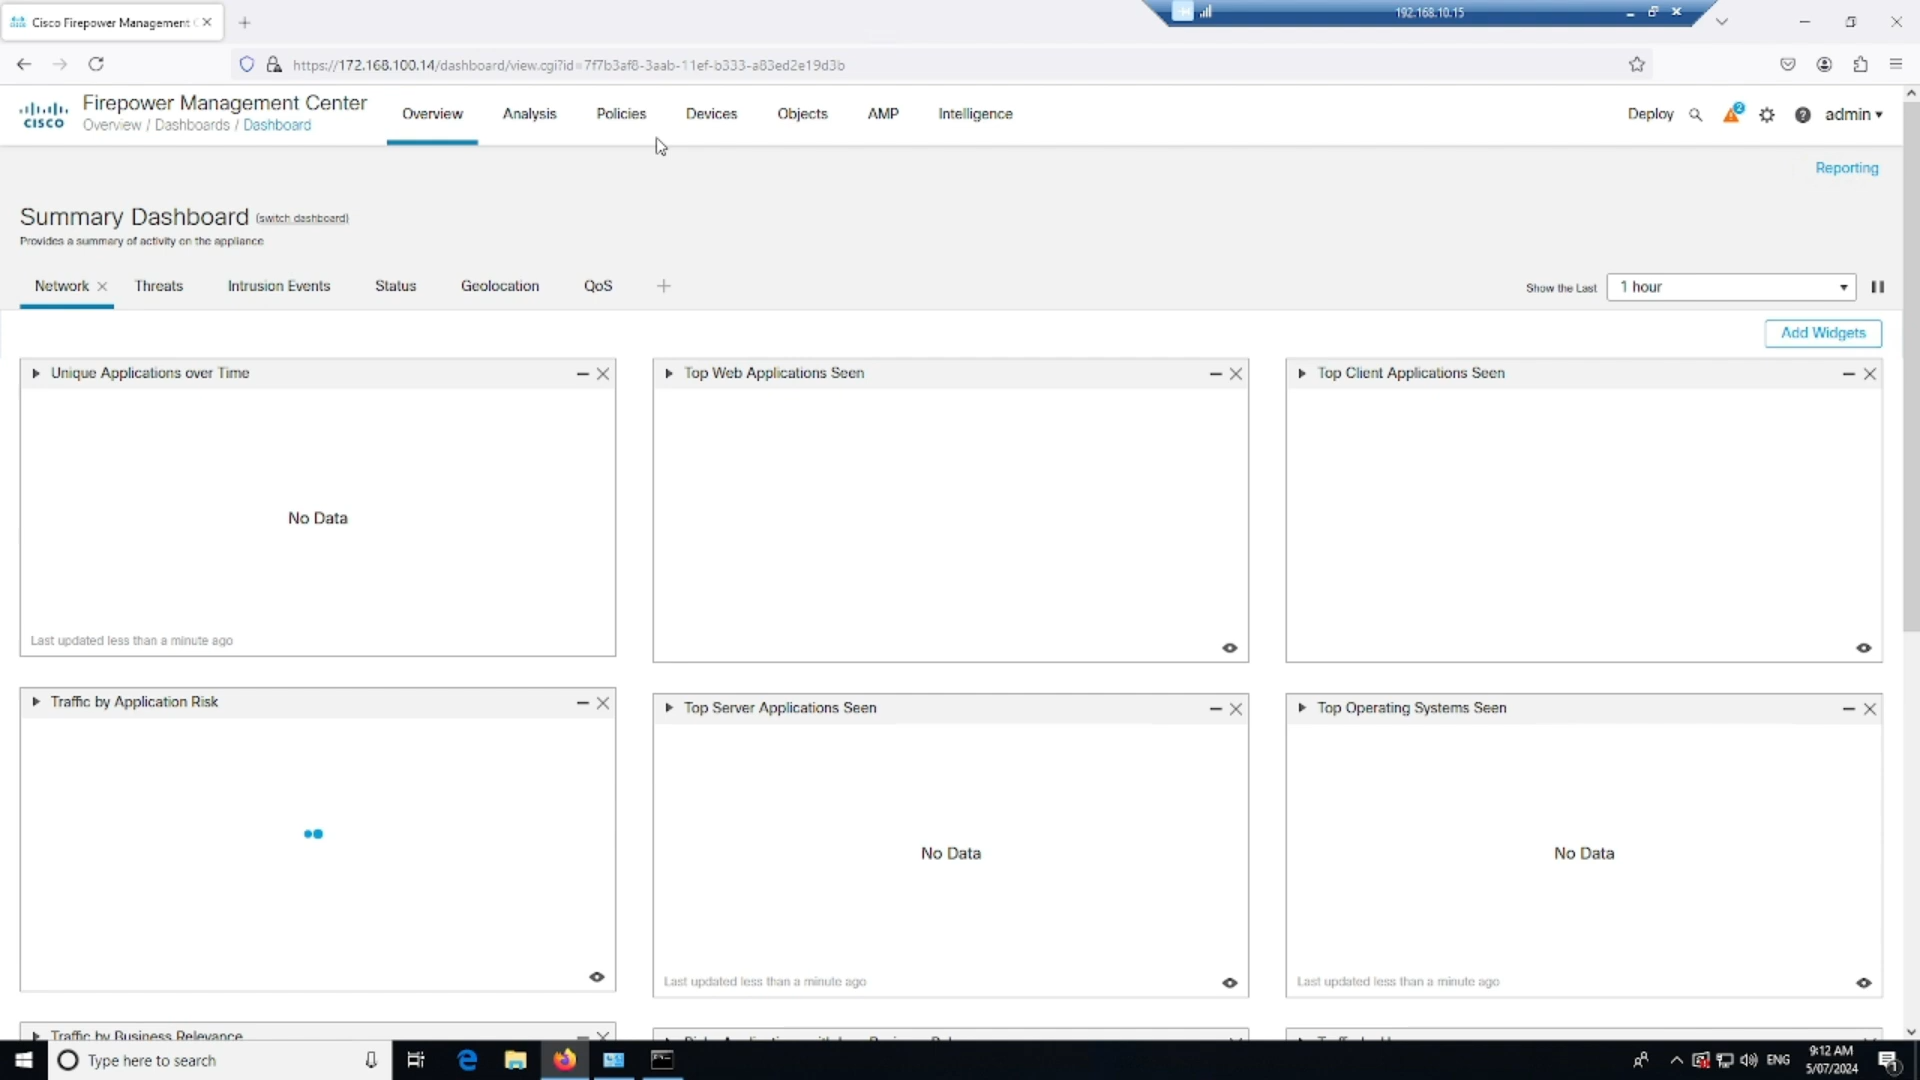 Cisco Firepower Management
192.168.10.15
https://172.168.100.14/dashboard/view.cgi?id=7f7b3af8-3aab-11ef-b333-a83ed2e19d3b
CISCO
Firepower Management Center
Overview / Dashboards / Dashboard
Overview
Analysis
Policies
Devices
Objects
AMP
Intelligence
Deploy
2
admin
Reporting
Summary Dashboard (switch dashboard)
Provides a summary of activity on the appliance
Network
Threats
Intrusion Events
Status
Geolocation
QoS
Show the Last
1 hour
Add Widgets
Unique Applications over Time
No Data
Last updated less than a minute ago
Top Web Applications Seen
Top Client Applications Seen
Traffic by Application Risk
Top Server Applications Seen
No Data
Last updated less than a minute ago
Top Operating Systems Seen
No Data
Last updated less than a minute ago
Traffic by Business Relevance
Type here to search
ENG
9:12 AM
5/07/2024
1